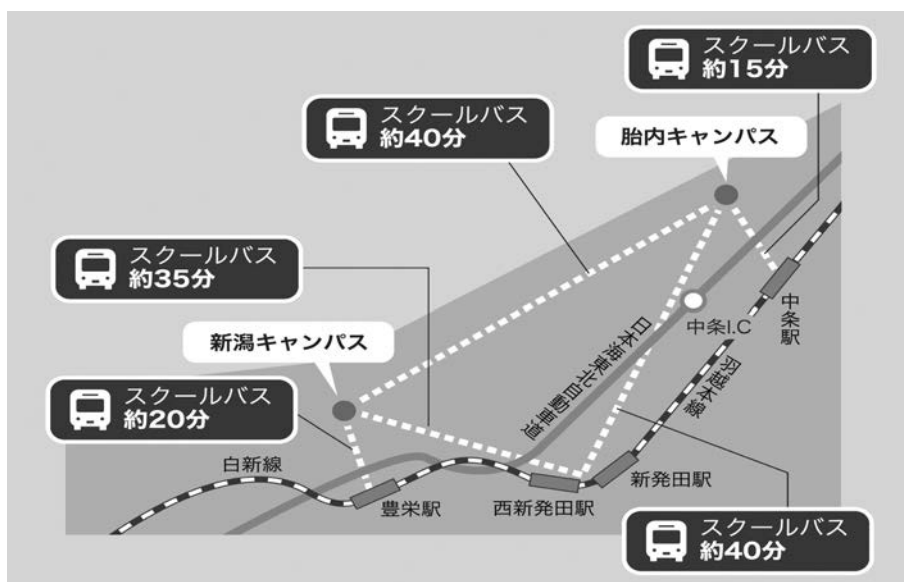 スクールバス
約15分
スクールバス
約40分
胎内キャンパス
スクールバス
約35分
中条I.C
中条駅
新潟キャンパス
日本海東北自動車道
羽越本線
スクールバス
約20分
白新線
新発田駅
豊栄駅
西新発田駅
スクールバス
約40分